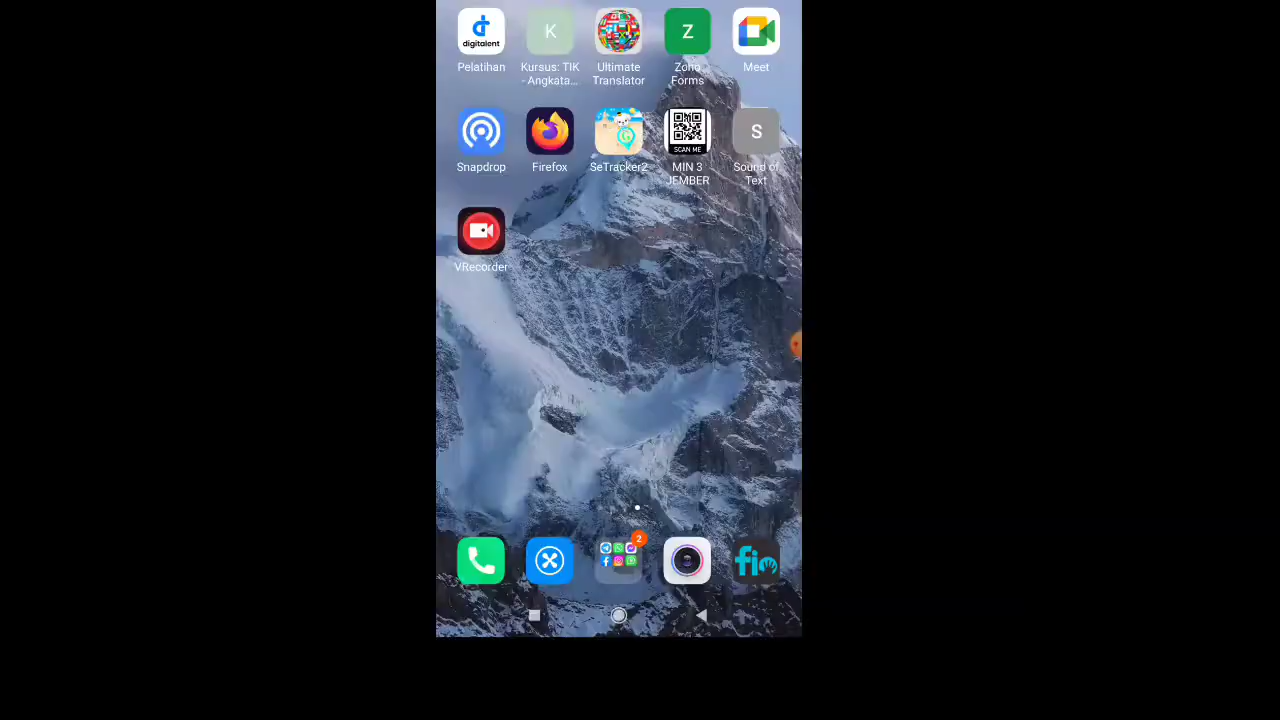 digitalent
K
Z
Pelatihan
Kursus: TIK
- Angkata...
Ultimate
Translator
Zoho
Forms
Meet
SCAN ME
S
Snapdrop
Firefox
SeTracker2
MIN 3
JEMBER
Sound of
Text
VRecorder
2
fio